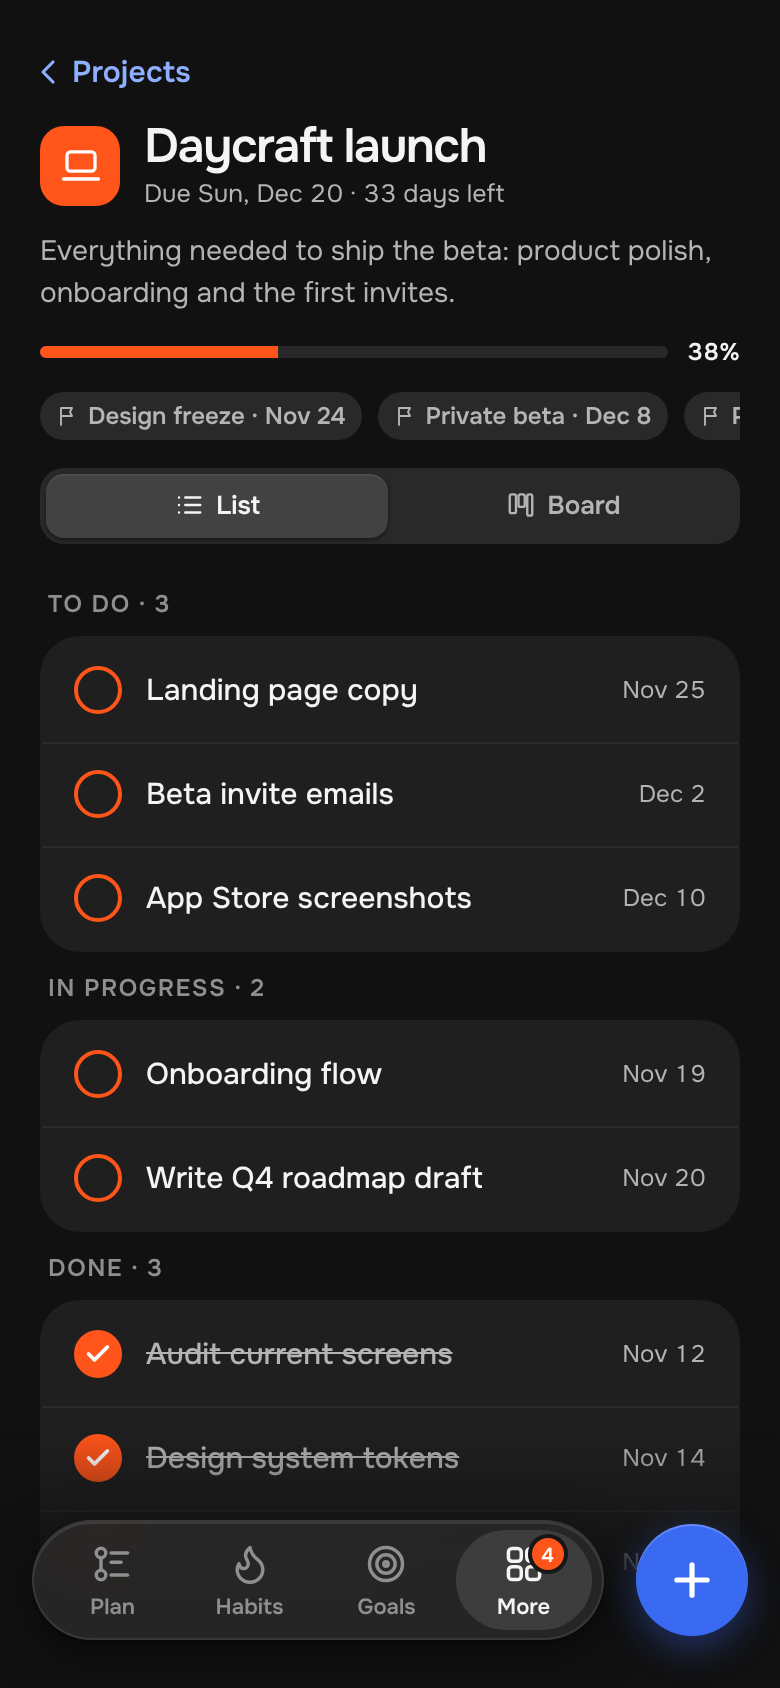 Projects
Daycraft launch
Due Sun, Dec 20 · 33 days left
Everything needed to ship the beta: product polish,
onboarding and the first invites.
38%
Design freeze · Nov 24
Private beta · Dec 8
List
Board
TO DO · 3
Landing page copy
Nov 25
Beta invite emails
Dec 2
App Store screenshots
Dec 10
IN PROGRESS · 2
Onboarding flow
Nov 19
Write Q4 roadmap draft
Nov 20
DONE · 3
Audit current screens
Nov 12
Design system tokens
Nov 14
4
Plan
Habits
Goals
More